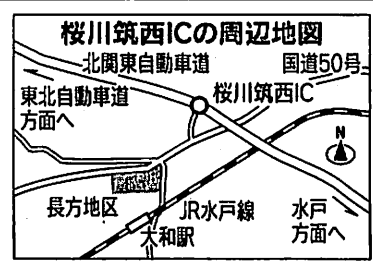 桜川筑西ICの周辺地図
北関東自動車道
国道50号
桜川筑西IC
東北自動車道
方面へ
N
長方地区
JR水戸線
水戸
方面へ
大和駅